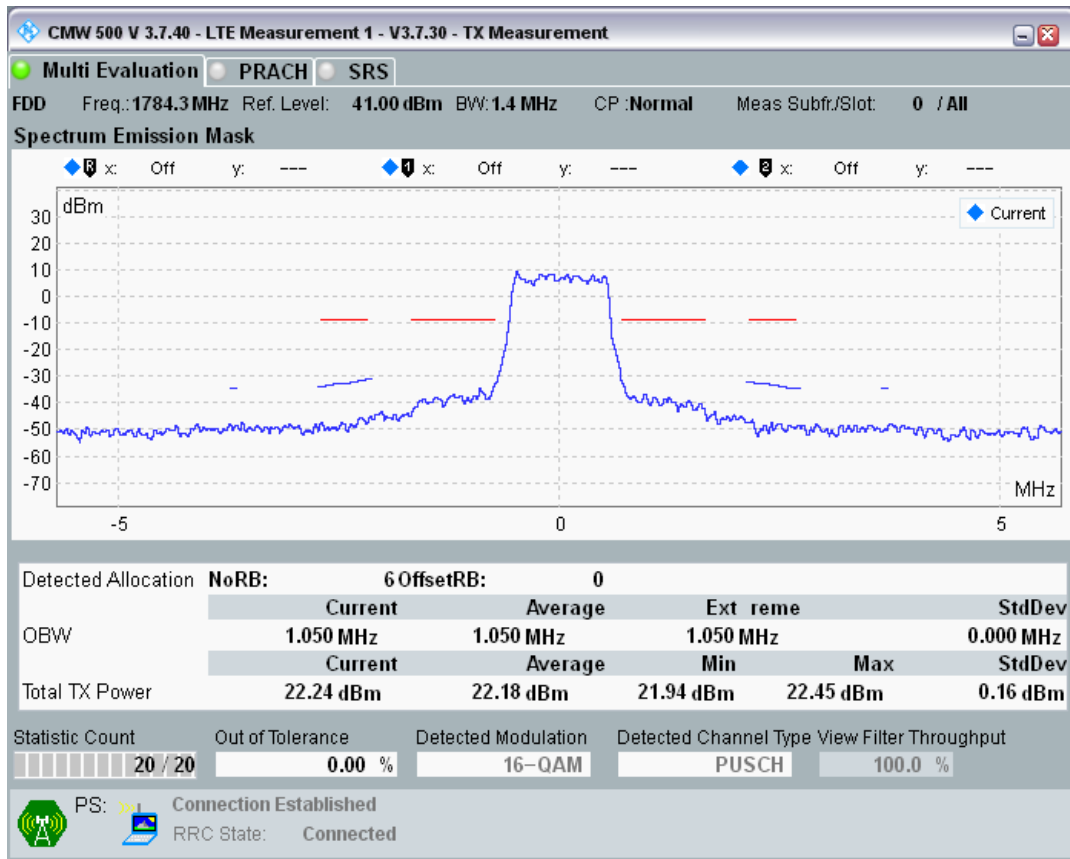 CMW 500 V 3.7.40 - LTE Measurement 1 - V3.7.30 - TX Measurement
Multi Evaluation PRACH SRS
FDD Freq.:1784.3 MHz Ref. Level: 41.00 dBm BW:1.4 MHz CP :Normal Meas Subfr./Slot: 0 / All
Spectrum Emission Mask
R x: Off y: --- 1 x: Off y: --- 2 x: Off y: ---
dBm
Current
30
20
10
0
-10
-20
-30
-40
-50
-60
-70
MHz
-5 0 5
Detected Allocation NoRB: 6 OffsetRB: 0
Current Average Ext reme StdDev
OBW 1.050 MHz 1.050 MHz 1.050 MHz 0.000 MHz
Current Average Min Max StdDev
Total TX Power 22.24 dBm 22.18 dBm 21.94 dBm 22.45 dBm 0.16 dBm
Statistic Count Out of Tolerance Detected Modulation Detected Channel Type View Filter Throughput
20 / 20 0.00 % 16-QAM PUSCH 100.0 %
PS: Connection Established
RRC State: Connected